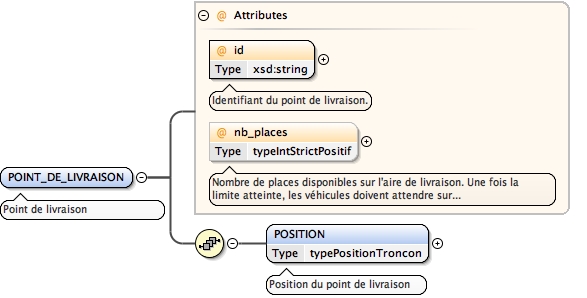 @ Attributes
@ id
Type xsd:string
Identifiant du point de livraison.
@ nb_places
Type typeIntStrictPositif
Nombre de places disponibles sur l'aire de livraison. Une fois la
limite atteinte, les véhicules doivent attendre sur...
POINT_DE_LIVRAISON
Point de livraison
POSITION
Type typePositionTroncon
Position du point de livraison